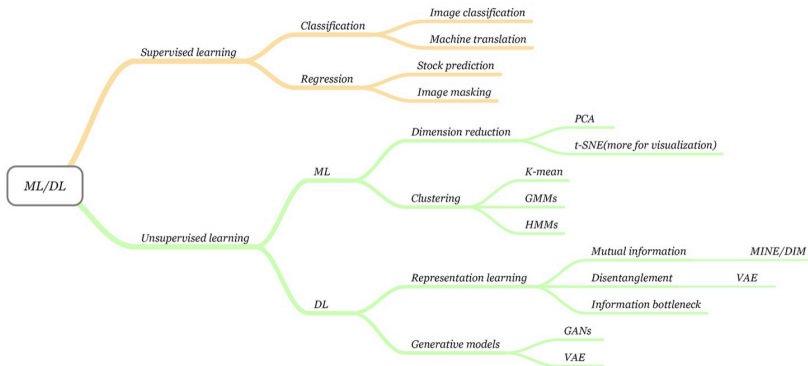 Image classification
Classification
Machine translation
Supervised learning
Stock prediction
Regression
Image masking
PCA
Dimension reduction
t-SNE(more for visualization)
ML
K-mean
ML/DL
Clustering
GMMs
HMMs
Unsupervised learning
Mutual information
MINE/DIM
Representation learning
Disentanglement
VAE
DL
Information bottleneck
GANs
Generative models
VAE